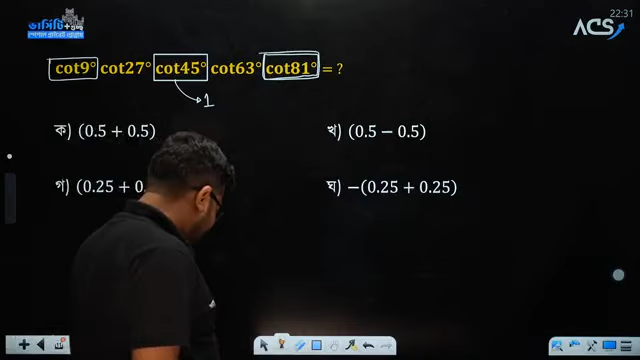 22:31
ভার্সিটি+গুচ্ছ
স্পেশাল প্রাইভেট প্রোগ্রাম
ACS
cot9° cot27° cot45° cot63° cot81° = ?
1
ক) (0.5 + 0.5)
খ) (0.5 − 0.5)
গ) (0.25 + 0.
ঘ) −(0.25 + 0.25)